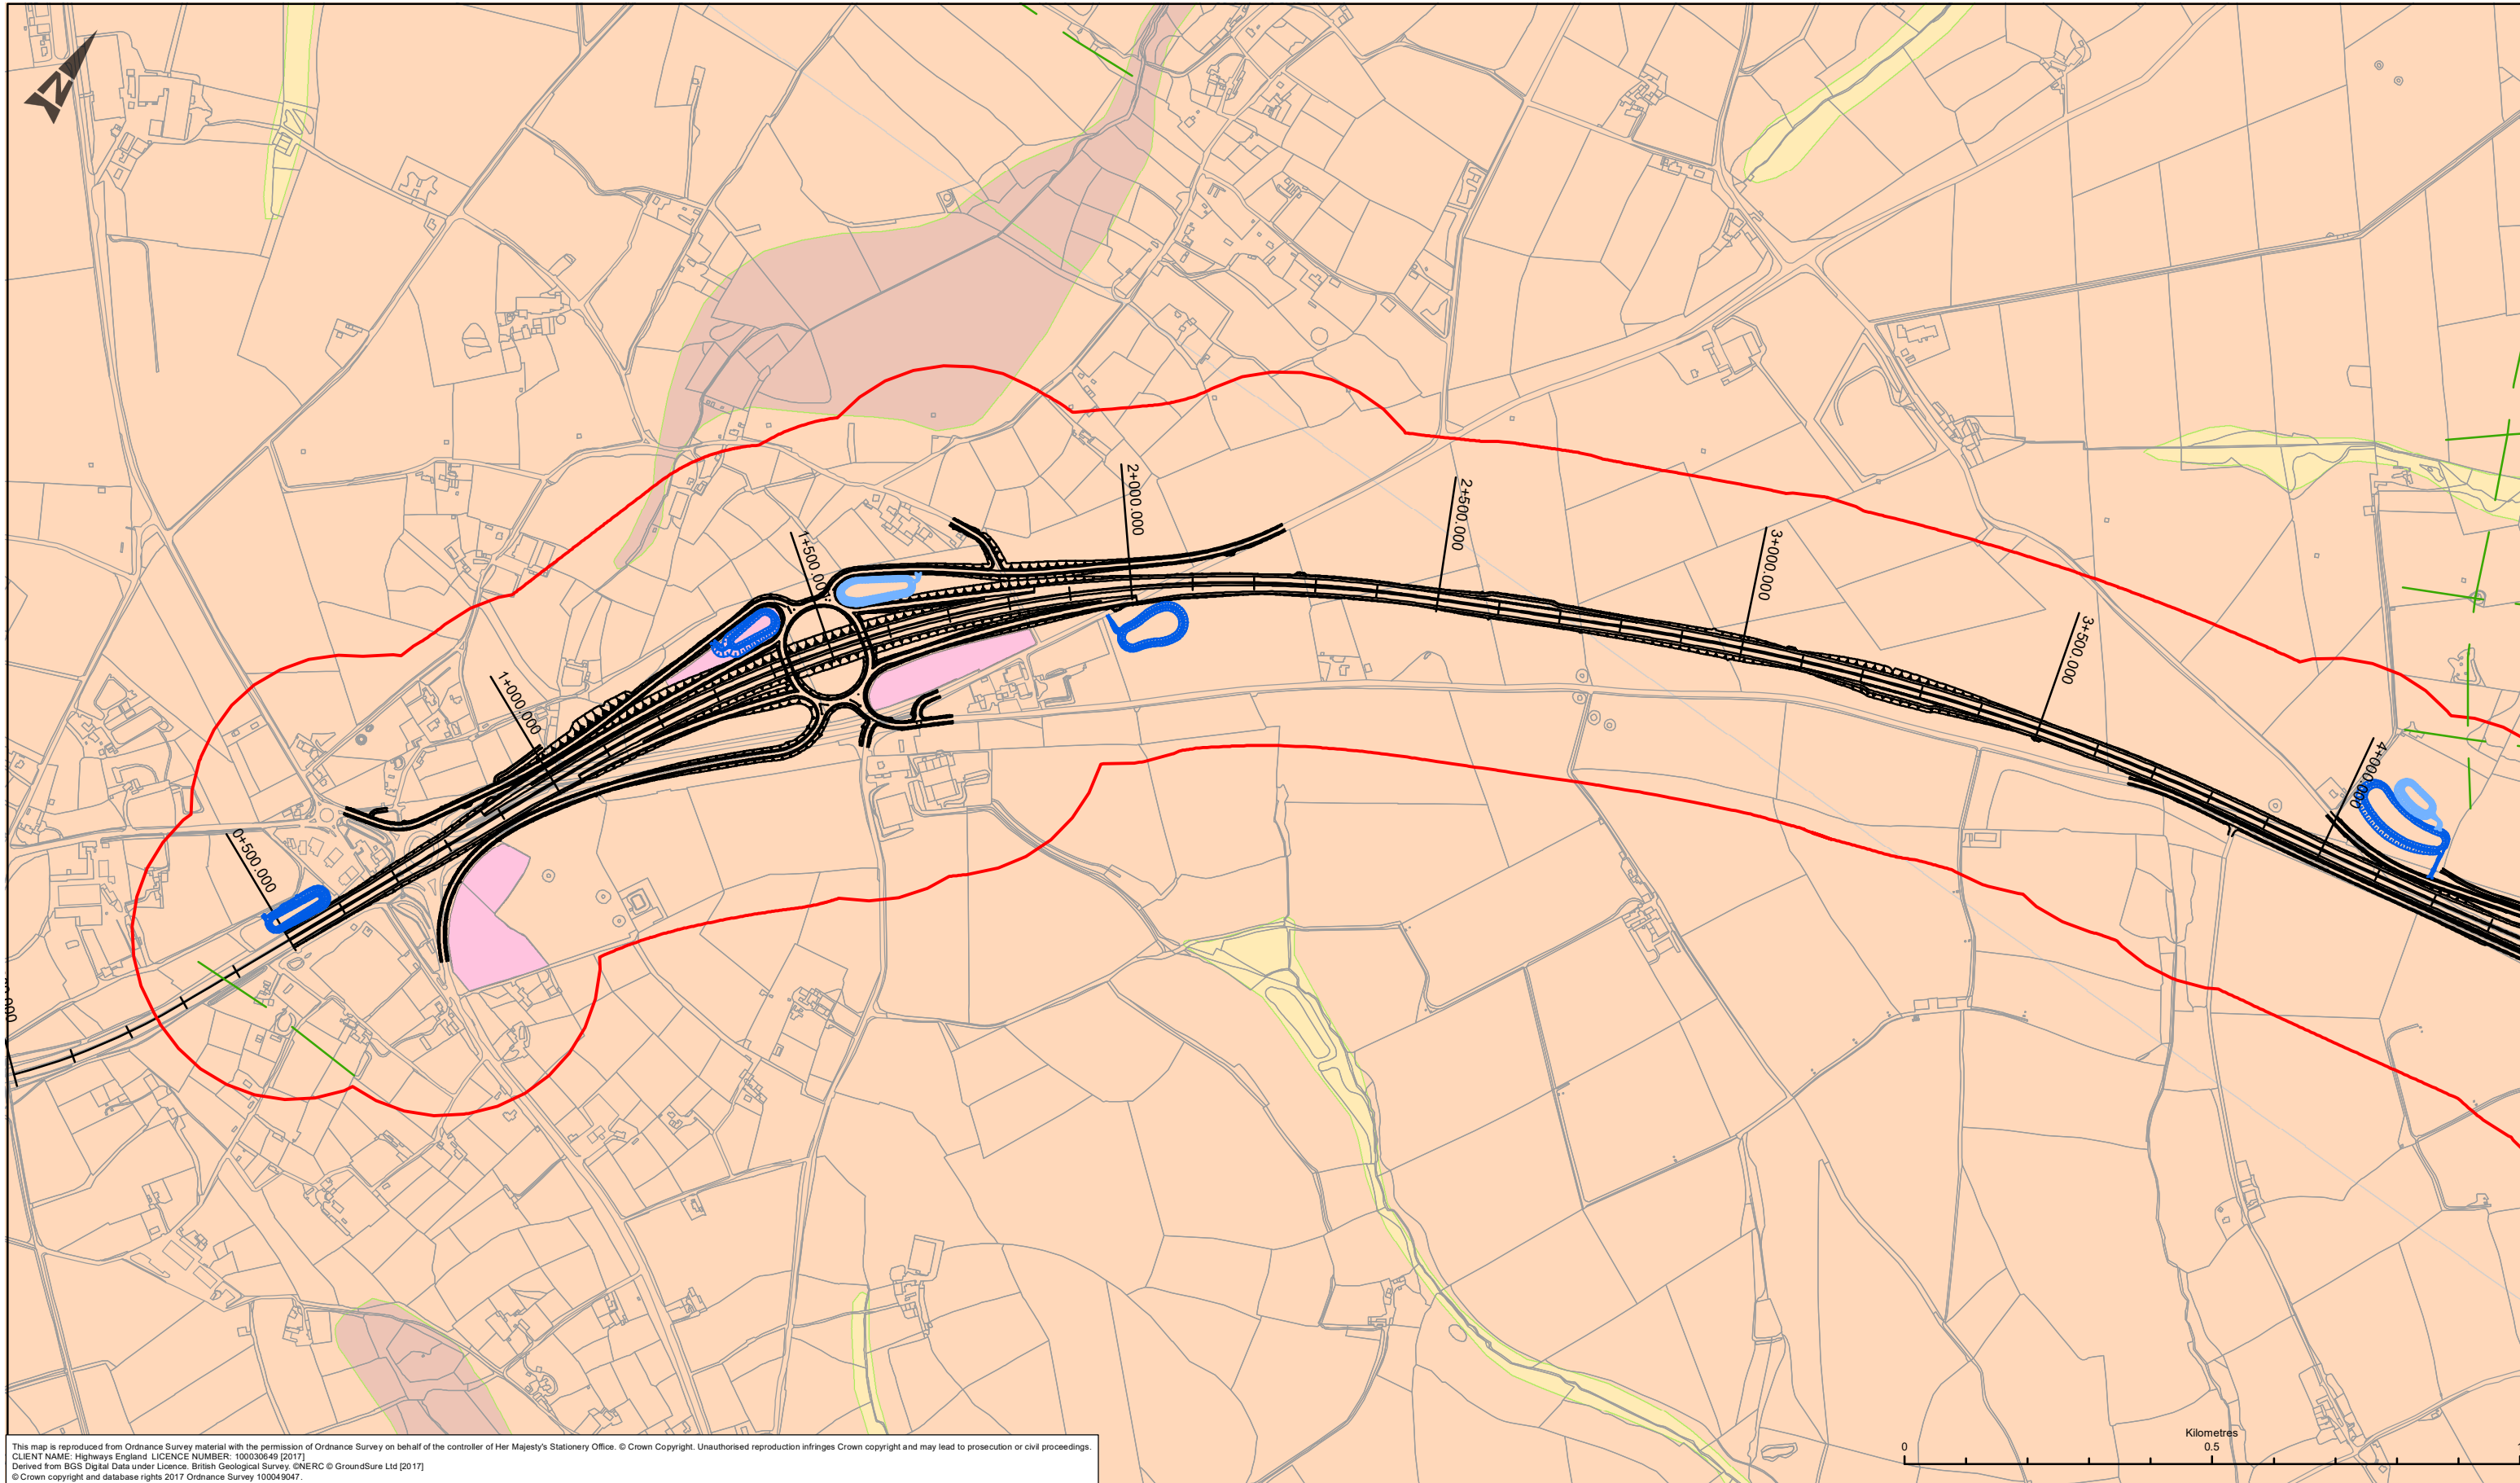 N
2+000.000
2+500.000
3+000.000
1+500.00
3+500.000
1+000.000
4+000.000
0+500.000
Kilometres
0 0.5
This map is reproduced from Ordnance Survey material with the permission of Ordnance Survey on behalf of the controller of Her Majesty's Stationery Office. © Crown Copyright. Unauthorised reproduction infringes Crown copyright and may lead to prosecution or civil proceedings.
CLIENT NAME: Highways England LICENCE NUMBER: 100030649 [2017]
Derived from BGS Digital Data under Licence. British Geological Survey. ©NERC © GroundSure Ltd [2017]
© Crown copyright and database rights 2017 Ordnance Survey 100049047.